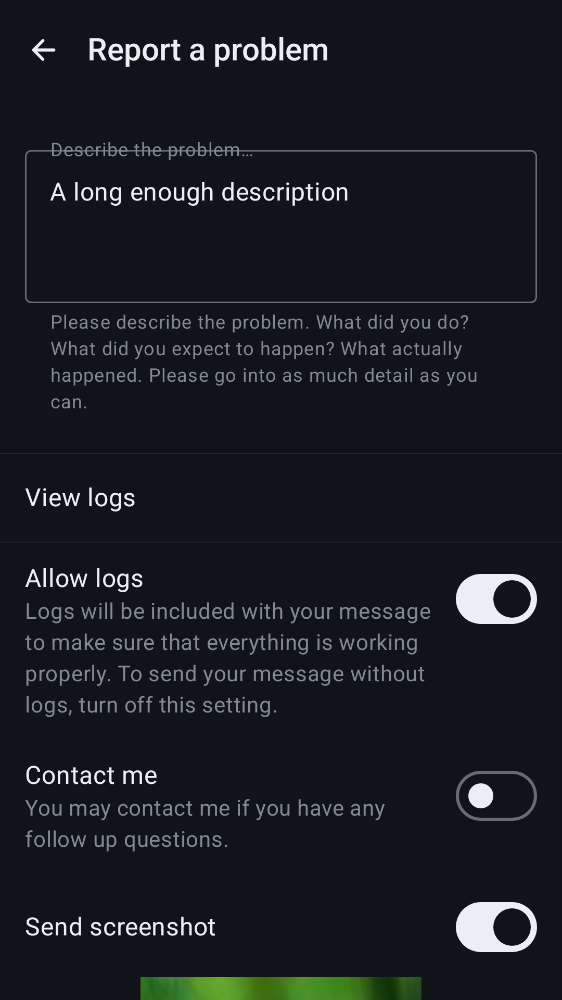 Report a problem
Describe the problem…
A long enough description
Please describe the problem. What did you do?
What did you expect to happen? What actually
happened. Please go into as much detail as you
can.
View logs
Allow logs
Logs will be included with your message
to make sure that everything is working
properly. To send your message without
logs, turn off this setting.
Contact me
You may contact me if you have any
follow up questions.
Send screenshot